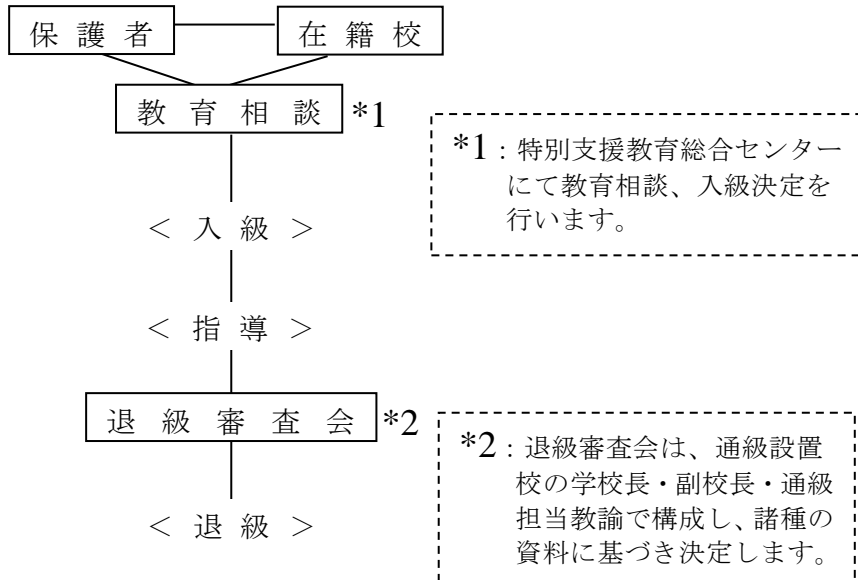 保護者
在籍校
教育相談 *1
*1：特別支援教育総合センター
にて教育相談、入級決定を
行います。
＜入級＞
＜指導＞
退級審査会 *2
*2：退級審査会は、通級設置
校の学校長・副校長・通級
担当教諭で構成し、諸種の
資料に基づき決定します。
＜退級＞